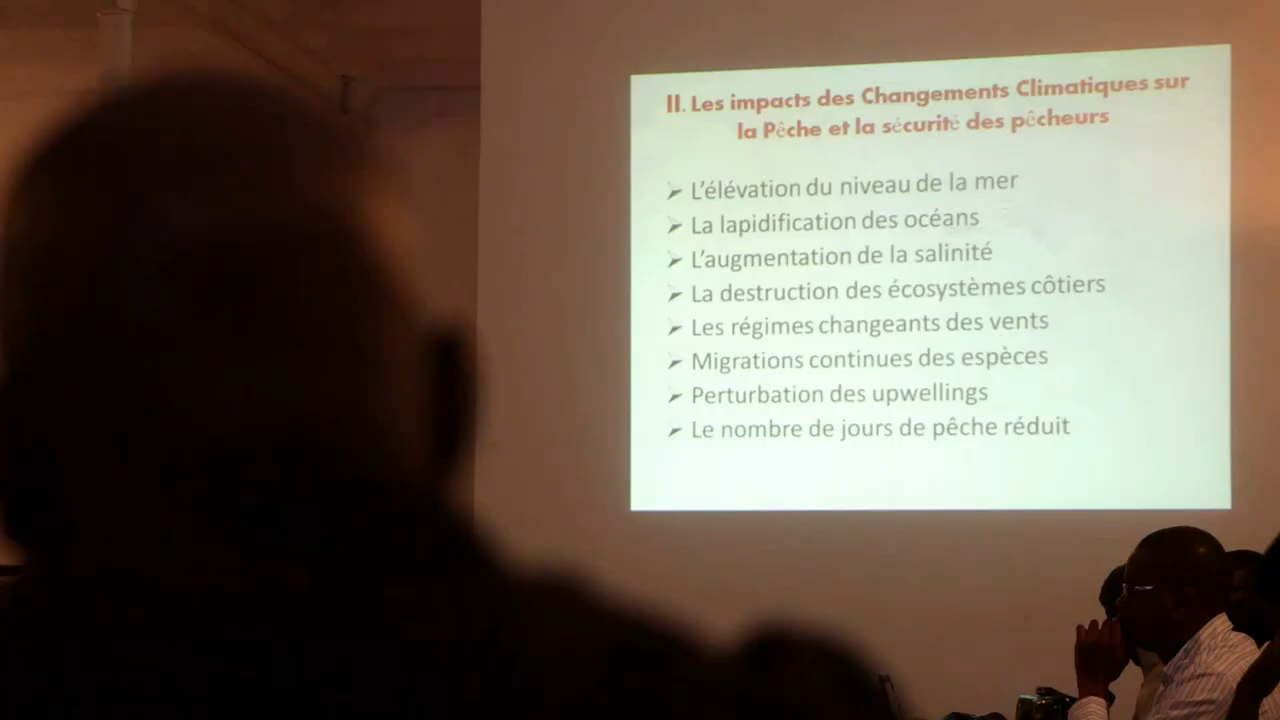 II. Les impacts des Changements Climatiques sur
la Pêche et la sécurité des pêcheurs
➢ L'élévation du niveau de la mer
➢ La lapidification des océans
➢ L'augmentation de la salinité
➢ La destruction des écosystèmes côtiers
➢ Les régimes changeants des vents
➢ Migrations continues des espèces
➢ Perturbation des upwellings
➢ Le nombre de jours de pêche réduit